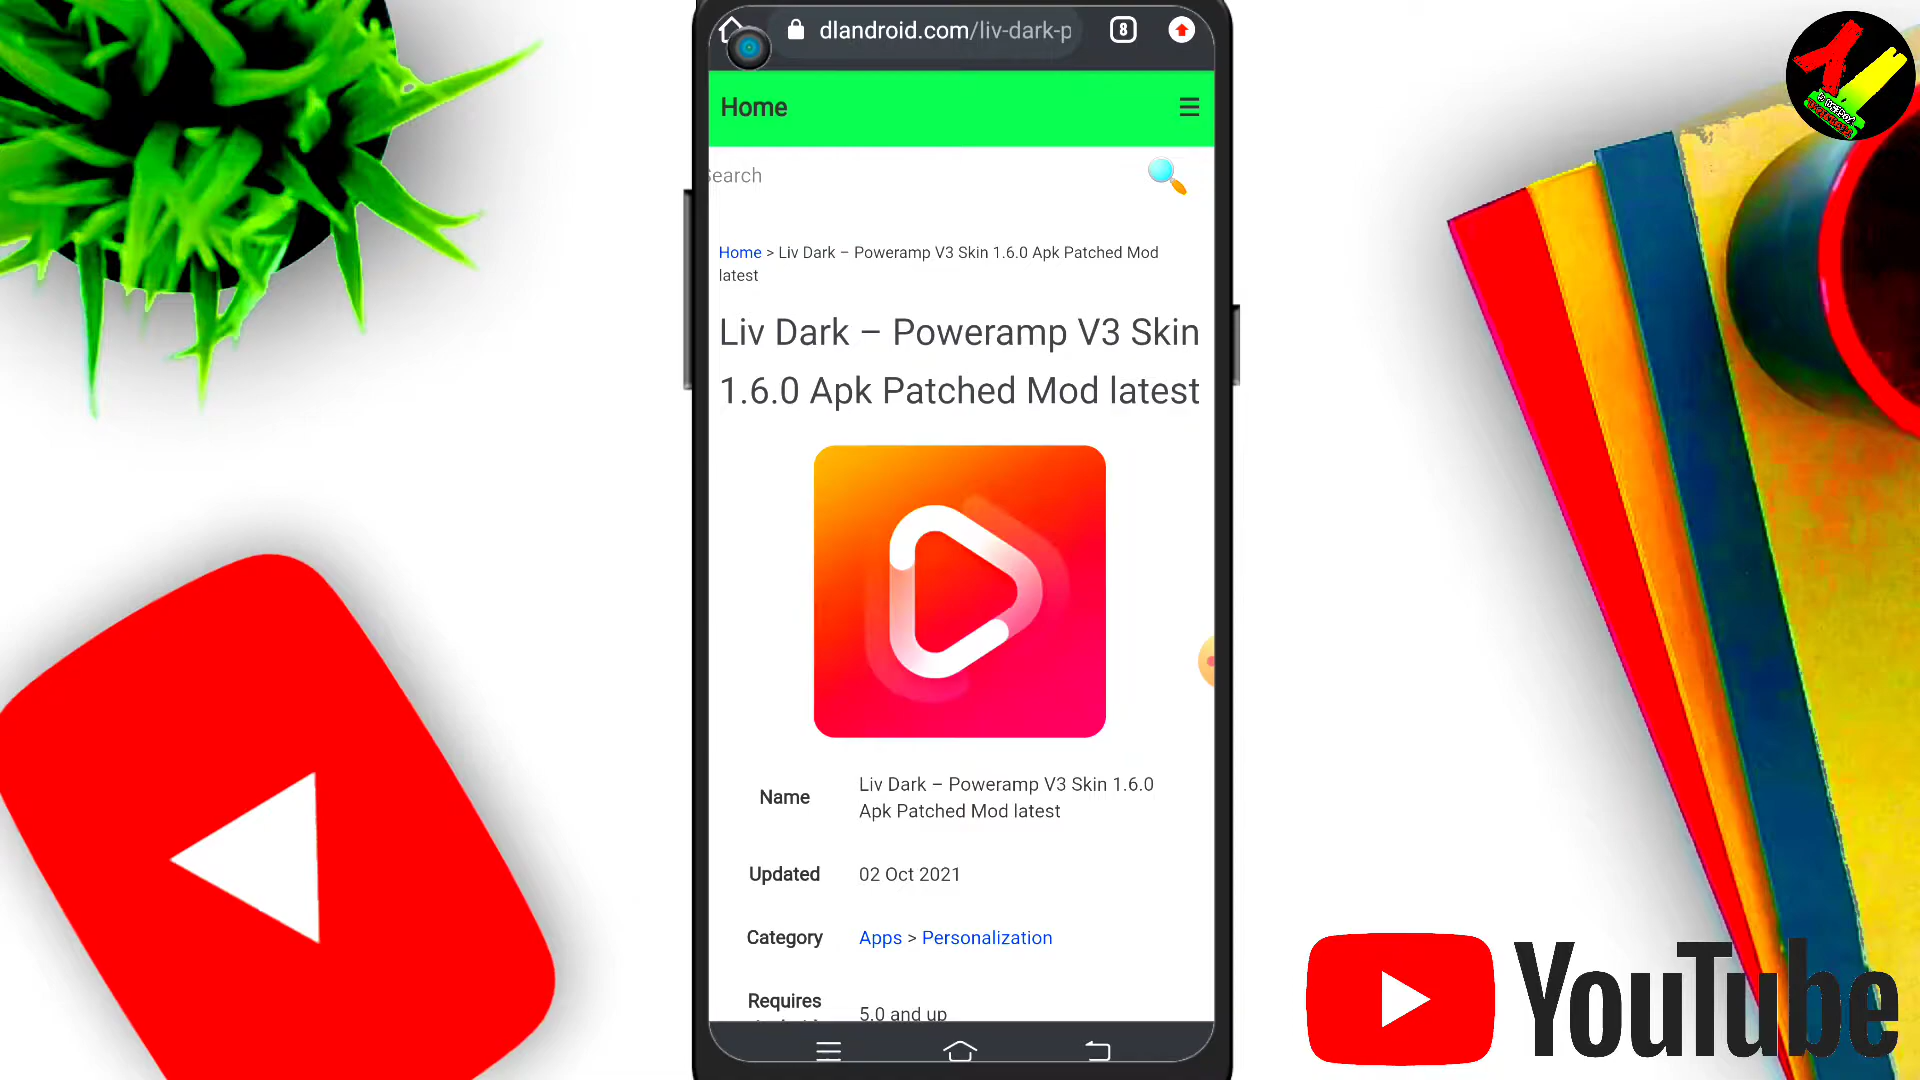 dlandroid.com/liv-dark-p
8
Home
Search
Home > Liv Dark – Poweramp V3 Skin 1.6.0 Apk Patched Mod
latest
Liv Dark – Poweramp V3 Skin
1.6.0 Apk Patched Mod latest
Name
Liv Dark – Poweramp V3 Skin 1.6.0
Apk Patched Mod latest
Updated
02 Oct 2021
Category
Apps > Personalization
Requires
5.0 and up
YouTube